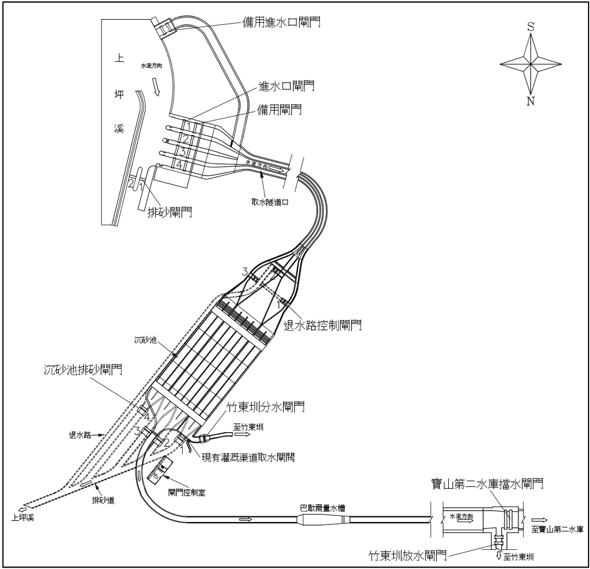 備用進水口閘門
S
N
上
坪
溪
水流方向
進水口閘門
備用閘門
1
2
3
4
水流方向
取水隧道口
2
1
排砂閘門
3
2
1
退水路控制閘門
沉砂池
沉砂池排砂閘門
竹東圳分水閘門
至竹東圳
4
3
2
1
退水路
現有灌溉渠道取水閘閥
閘門控制室
排砂道
上坪溪
巴歇爾量水槽
寶山第二水庫擋水閘門
水流方向
至寶山第二水庫
竹東圳放水閘門
至竹東圳